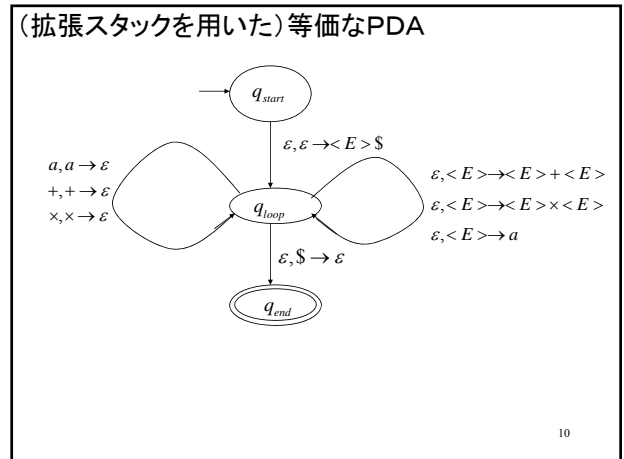 (拡張スタックを用いた)等価なPDA
q_start
ε,ε→<E>$
a,a→ε
+,+→ε
×,×→ε
ε,<E>→<E>+<E>
ε,<E>→<E>×<E>
ε,<E>→a
q_loop
ε,$→ε
q_end
10